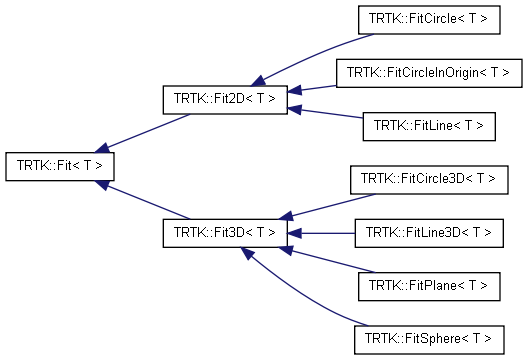 TRTK::FitCircle< T >
TRTK::FitCircleInOrigin< T >
TRTK::Fit2D< T >
TRTK::FitLine< T >
TRTK::Fit< T >
TRTK::FitCircle3D< T >
TRTK::Fit3D< T >
TRTK::FitLine3D< T >
TRTK::FitPlane< T >
TRTK::FitSphere< T >